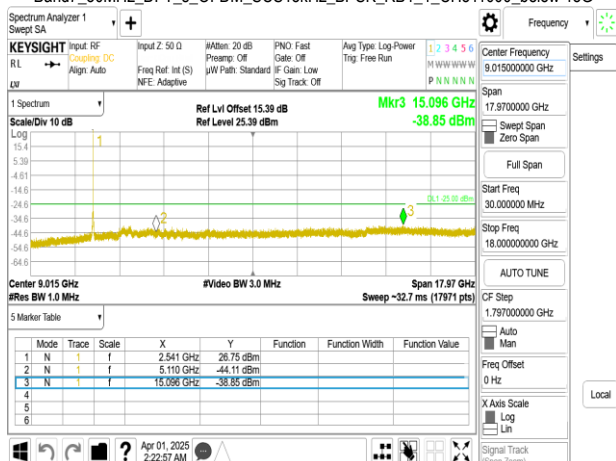 Spectrum Analyzer 1
Swept SA
Frequency
KEYSIGHT Input: RF
RL
Coupling: DC
Align: Auto
Input Z: 50 Ω
Freq Ref: Int (S)
NFE: Adaptive
#Atten: 20 dB
Preamp: Off
µW Path: Standard
PNO: Fast
Gate: Off
IF Gain: Low
Sig Track: Off
Avg Type: Log-Power
Trig: Free Run
1 2 3 4 5 6
M W W W W W
P N N N N N
Center Frequency
9.015000000 GHz
Settings
1 Spectrum
Scale/Div 10 dB
Log
Ref Lvl Offset 15.39 dB
Ref Level 25.39 dBm
Mkr3 15.096 GHz
-38.85 dBm
15.4
5.39
-4.61
-14.6
-24.6
-34.6
-44.6
-54.6
-64.6
1
2
3
DL1 -25.00 dBm
Center 9.015 GHz
#Res BW 1.0 MHz
#Video BW 3.0 MHz
Span 17.97 GHz
Sweep ~32.7 ms (17971 pts)
5 Marker Table
Mode Trace Scale X Y Function Function Width Function Value
1 N 1 f 2.541 GHz 26.75 dBm
2 N 1 f 5.110 GHz -44.11 dBm
3 N 1 f 15.096 GHz -38.85 dBm
4
5
6
Apr 01, 2025
2:22:57 AM
Span
17.9700000 GHz
Swept Span
Zero Span
Full Span
Start Freq
30.000000 MHz
Stop Freq
18.000000000 GHz
AUTO TUNE
CF Step
1.797000000 GHz
Auto
Man
Freq Offset
0 Hz
X Axis Scale
Log
Lin
Signal Track
Local